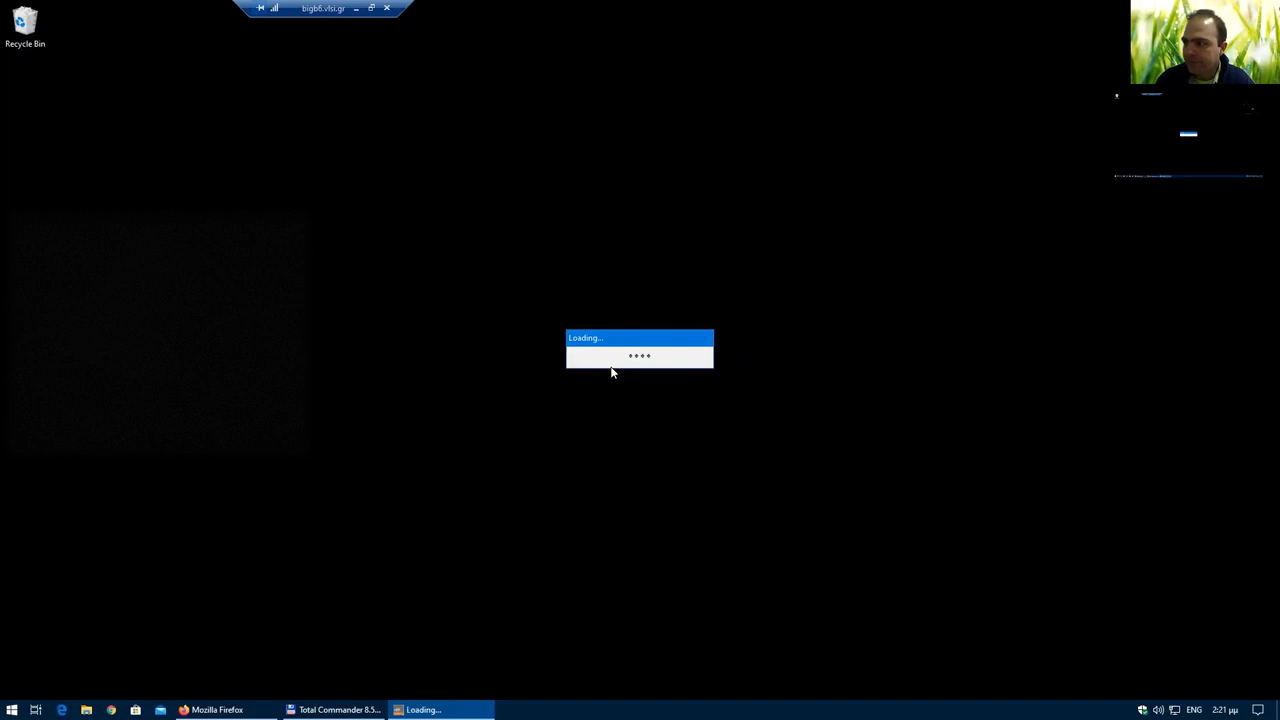 bigb6.vlsi.gr
Recycle Bin
Loading...
Mozilla Firefox
Total Commander 8.5...
Loading...
ENG
2:21 μμ